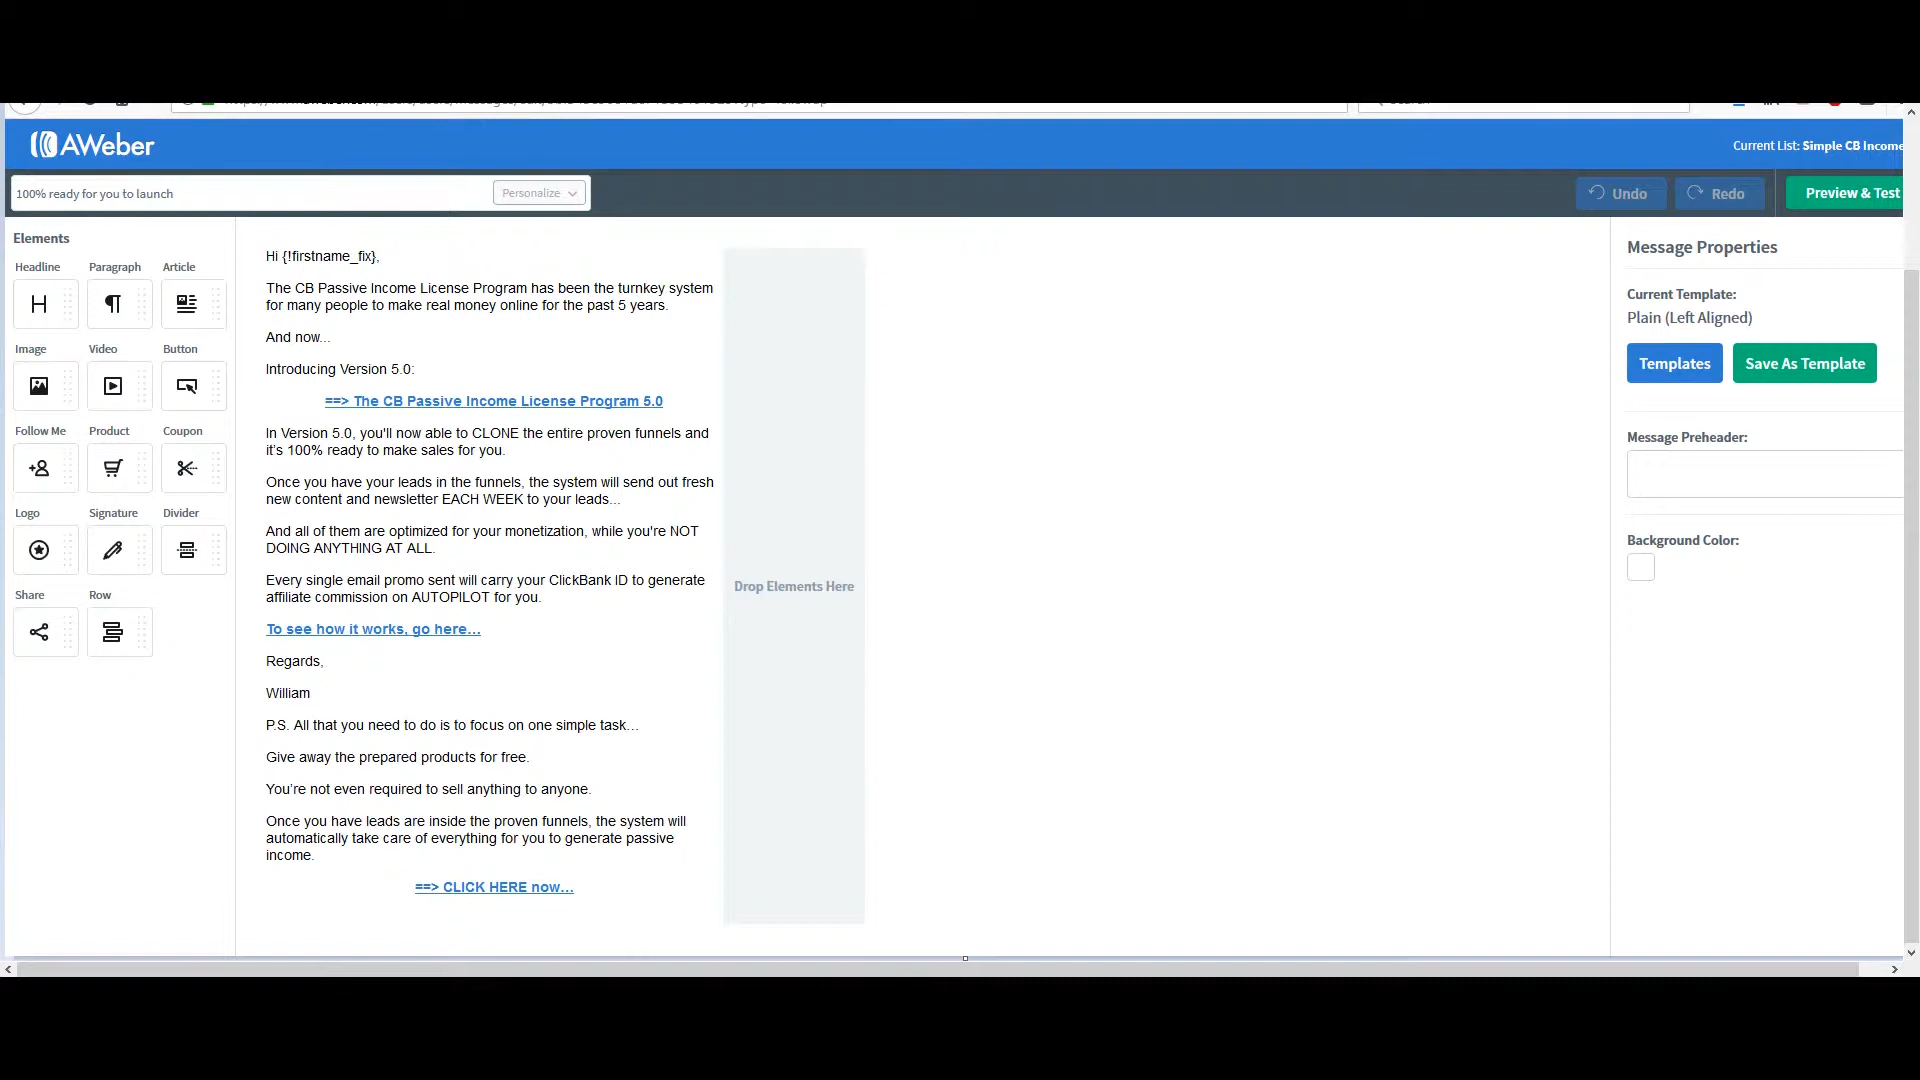 AWeber
Current List: Simple CB Income
100% ready for you to launch
Personalize
Undo
Redo
Preview & Test
Elements
Headline
Paragraph
Article
Image
Video
Button
Follow Me
Product
Coupon
Logo
Signature
Divider
Share
Row
Hi {!firstname_fix},
The CB Passive Income License Program has been the turnkey system
for many people to make real money online for the past 5 years.
And now...
Introducing Version 5.0:
==> The CB Passive Income License Program 5.0
In Version 5.0, you'll now able to CLONE the entire proven funnels and
it's 100% ready to make sales for you.
Once you have your leads in the funnels, the system will send out fresh
new content and newsletter EACH WEEK to your leads...
And all of them are optimized for your monetization, while you're NOT
DOING ANYTHING AT ALL.
Every single email promo sent will carry your ClickBank ID to generate
affiliate commission on AUTOPILOT for you.
To see how it works, go here...
Regards,
William
P.S. All that you need to do is to focus on one simple task...
Give away the prepared products for free.
You're not even required to sell anything to anyone.
Once you have leads are inside the proven funnels, the system will
automatically take care of everything for you to generate passive
income.
==> CLICK HERE now...
Drop Elements Here
Message Properties
Current Template:
Plain (Left Aligned)
Templates
Save As Template
Message Preheader:
Background Color: